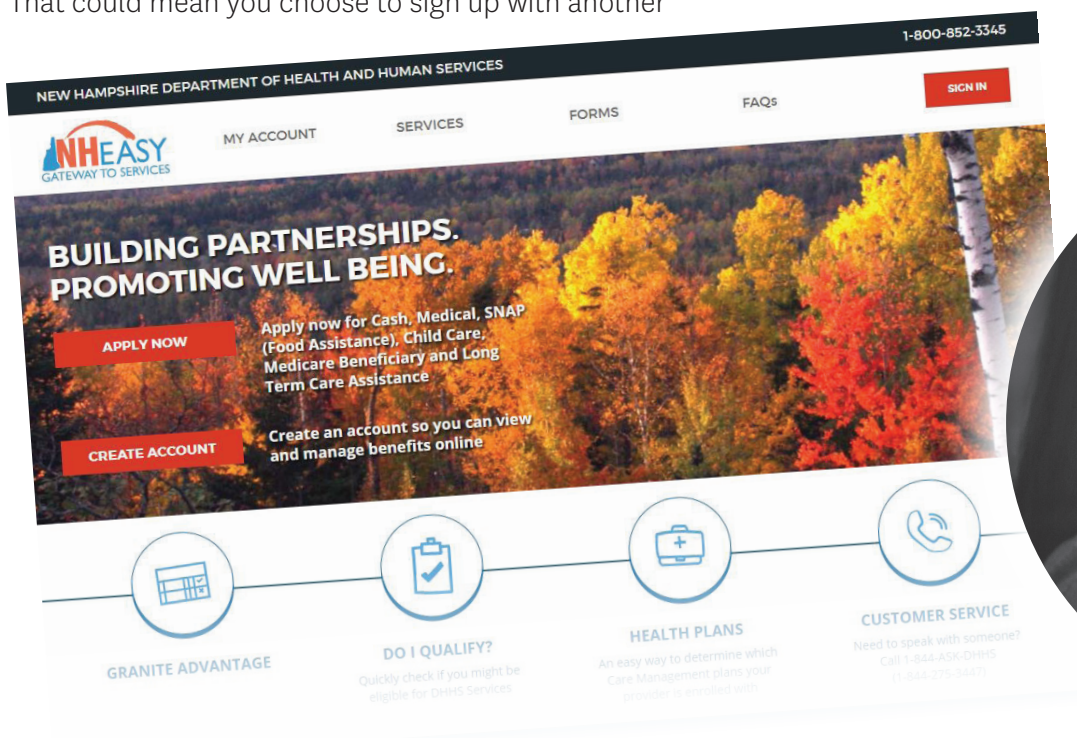 That could mean you choose to sign up with another
1-800-852-3345
NEW HAMPSHIRE DEPARTMENT OF HEALTH AND HUMAN SERVICES
NHEASY
GATEWAY TO SERVICES
MY ACCOUNT
SERVICES
FORMS
FAQs
SIGN IN
BUILDING PARTNERSHIPS.
PROMOTING WELL BEING.
APPLY NOW
Apply now for Cash, Medical, SNAP
(Food Assistance), Child Care,
Medicare Beneficiary and Long
Term Care Assistance
CREATE ACCOUNT
Create an account so you can view
and manage benefits online
GRANITE ADVANTAGE
DO I QUALIFY?
Quickly check if you might be
eligible for DHHS Services
HEALTH PLANS
An easy way to determine which
Care Management plans your
provider is enrolled with
CUSTOMER SERVICE
Need to speak with someone?
Call 1-844-ASK-DHHS
(1-844-275-3447)